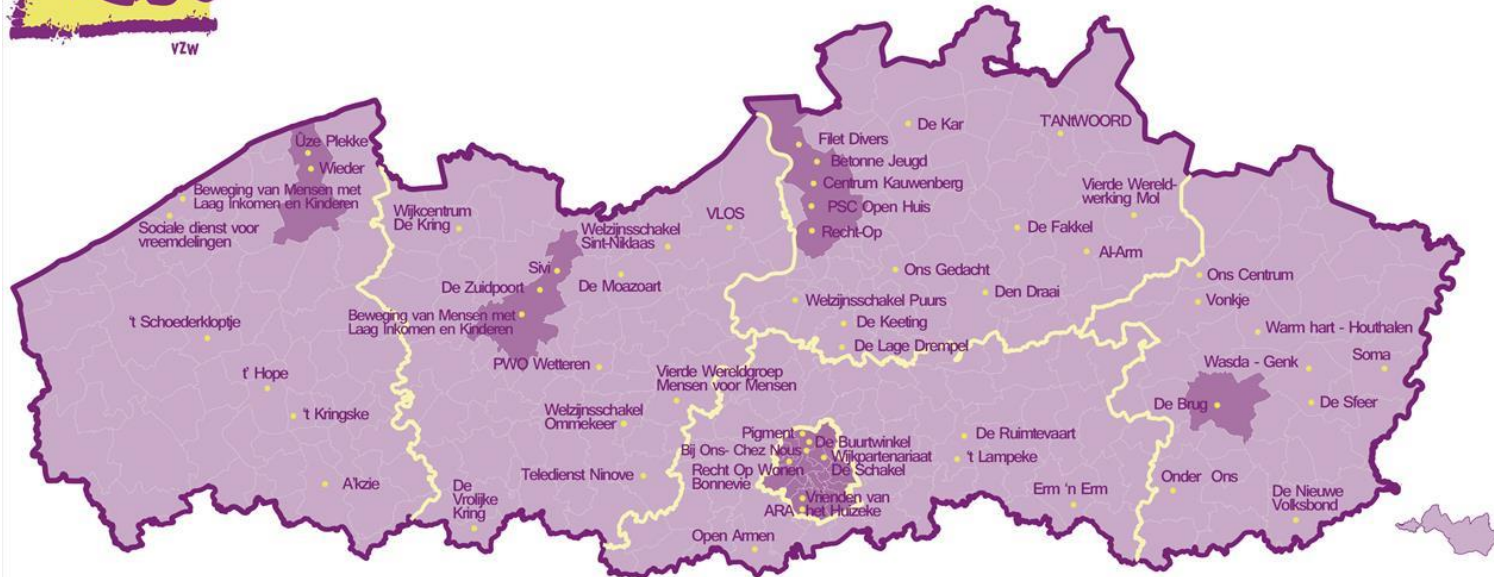 vzw
Ûze Plekke
Wieder
Beweging van Mensen met
Laag Inkomen en Kinderen
Sociale dienst voor
vreemdelingen
't Schoederkloptje
t' Hope
't Kringske
A'kzie
Wijkcentrum
De Kring
Welzijnsschakel
Sint-Niklaas
VLOS
Sivi
De Zuidpoort
De Moazoart
Beweging van Mensen met
Laag Inkomen en Kinderen
PWO Wetteren
Vierde Wereldgroep
Mensen voor Mensen
Welzijnsschakel
Ommekeer
Teledienst Ninove
De
Vrolijke
Kring
Filet Divers
Betonne Jeugd
Centrum Kauwenberg
PSC Open Huis
Recht-Op
De Kar
T'ANtWOORD
Vierde Wereld-
werking Mol
De Fakkel
Al-Arm
Ons Gedacht
Den Draai
Welzijnsschakel Puurs
De Keeting
De Lage Drempel
Pigment
De Buurtwinkel
Bij Ons- Chez Nous
Wijkpartenariaat
Recht Op Wonen
Bonnevie
De Schakel
Vrienden van
het Huizeke
ARA
Open Armen
De Ruimtevaart
't Lampeke
Erm 'n Erm
Ons Centrum
Vonkje
Warm hart - Houthalen
Wasda - Genk
Soma
De Brug
De Sfeer
Onder Ons
De Nieuwe
Volksbond